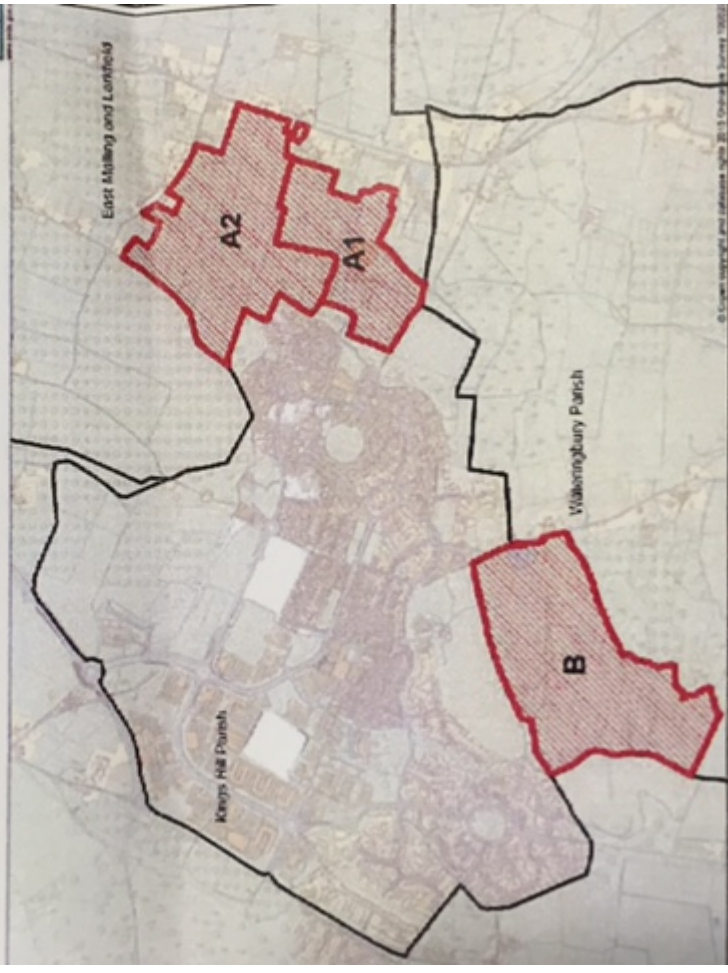 East Malling and Larkfield
A2
A1
Wateringbury Parish
B
Kings Hill Parish